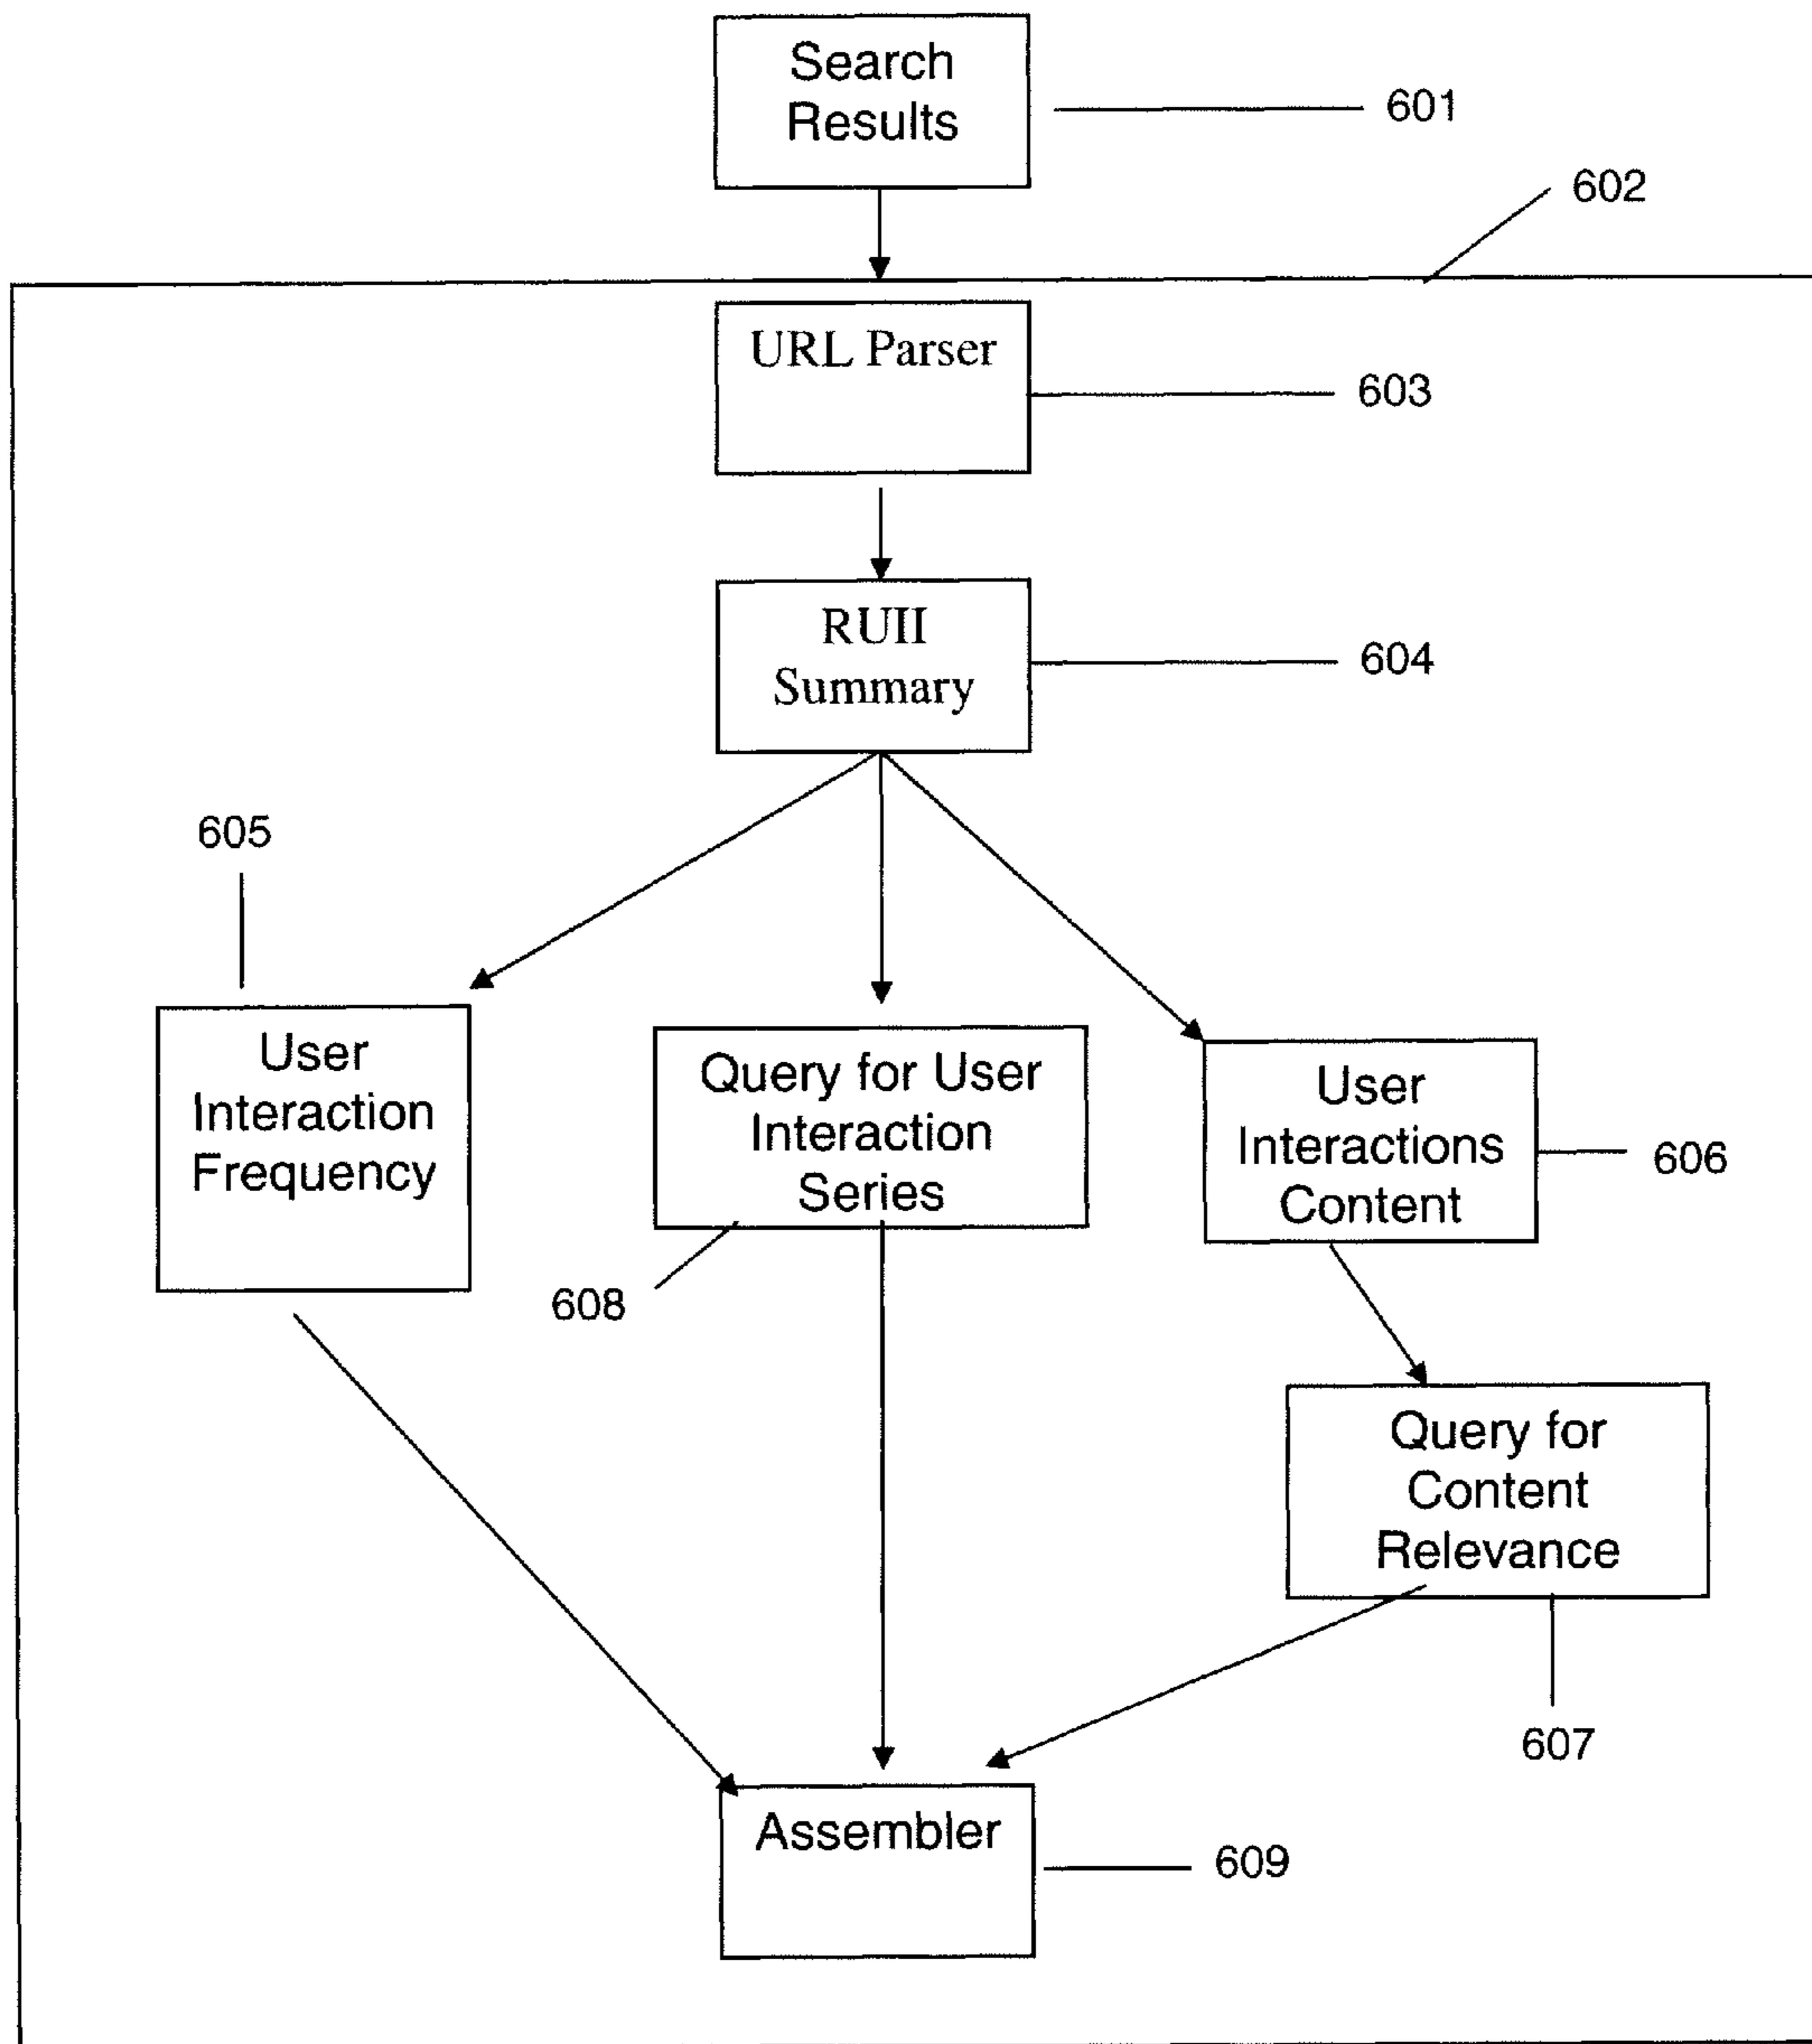 Search
Results
601
602
URL Parser
603
RUII
Summary
604
605
User
Interaction
Frequency
Query for User
Interaction
Series
608
User
Interactions
Content
606
Query for
Content
Relevance
607
Assembler
609